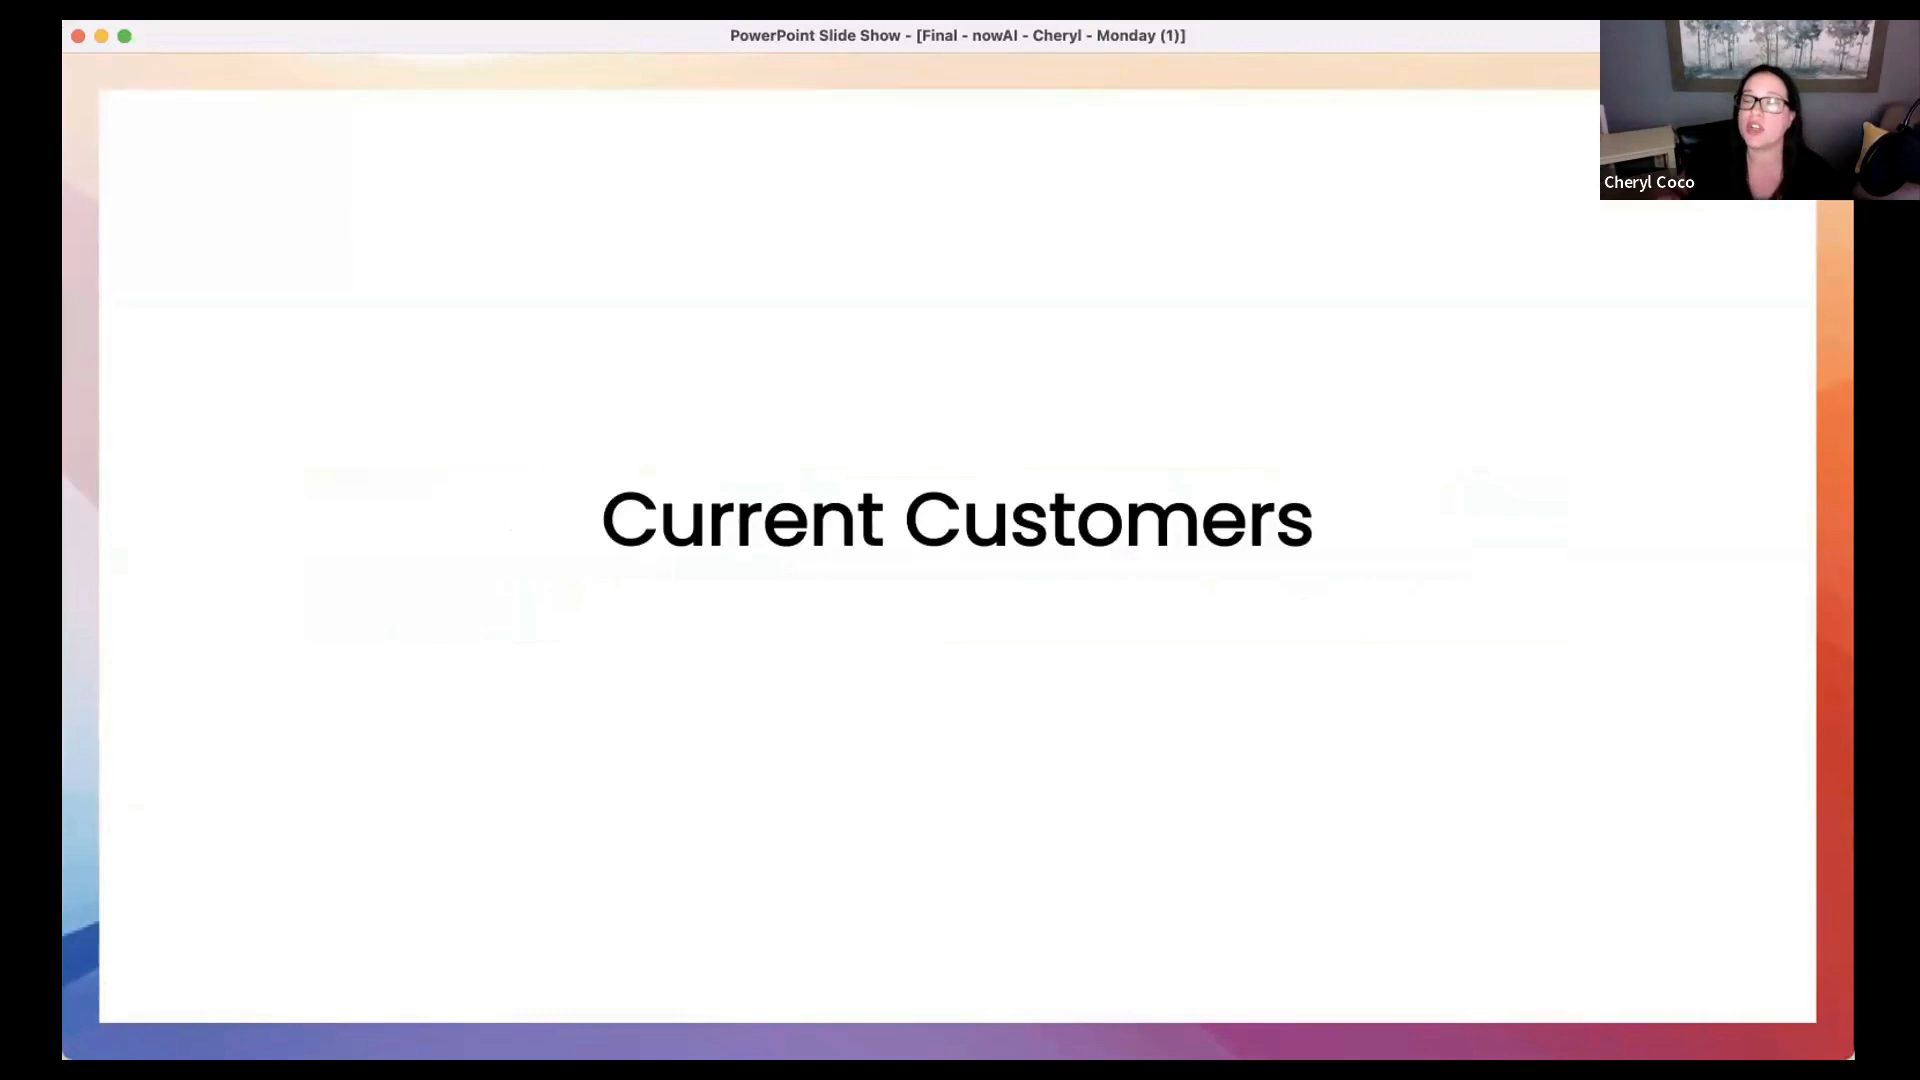 PowerPoint Slide Show - [Final - nowAI - Cheryl - Monday (1)]
Cheryl Coco
Current Customers